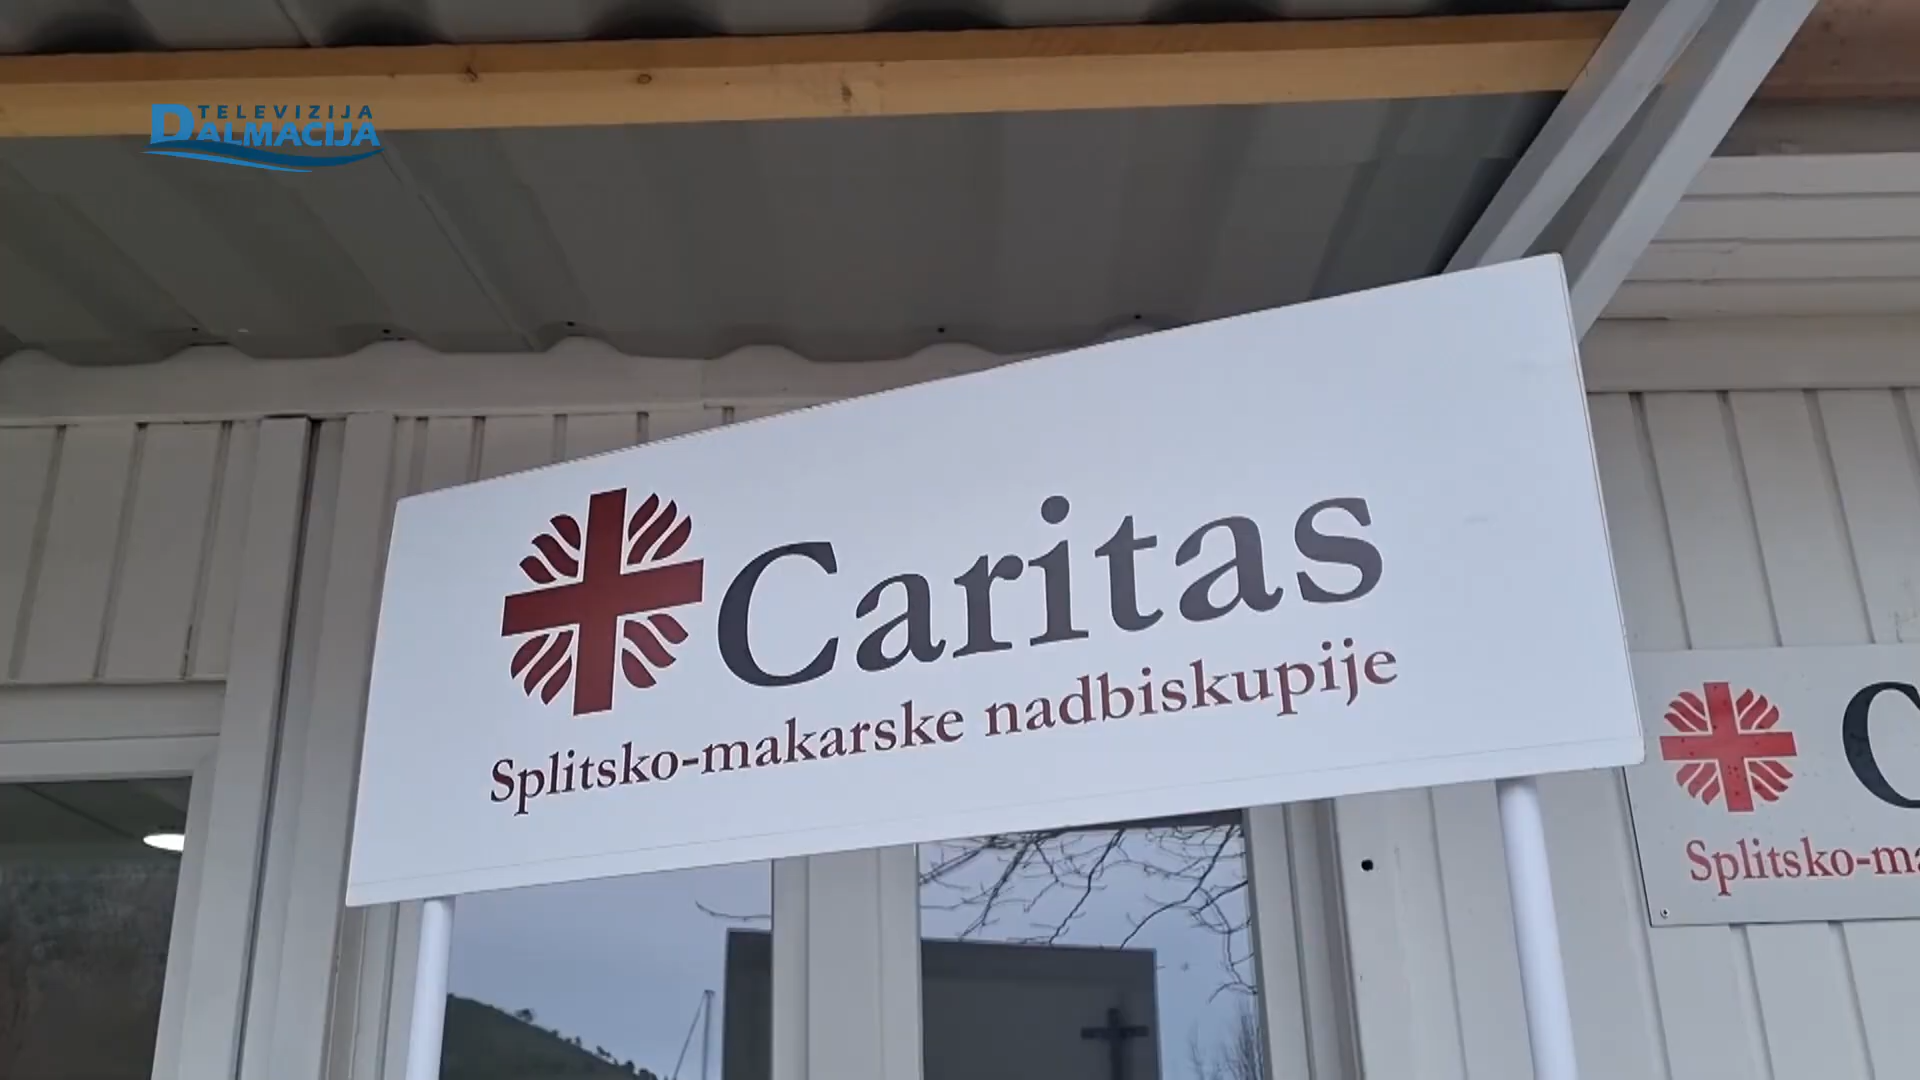 TELEVIZIJA
DALMACIJA
Caritas
Splitsko-makarske nadbiskupije
C
Splitsko-ma